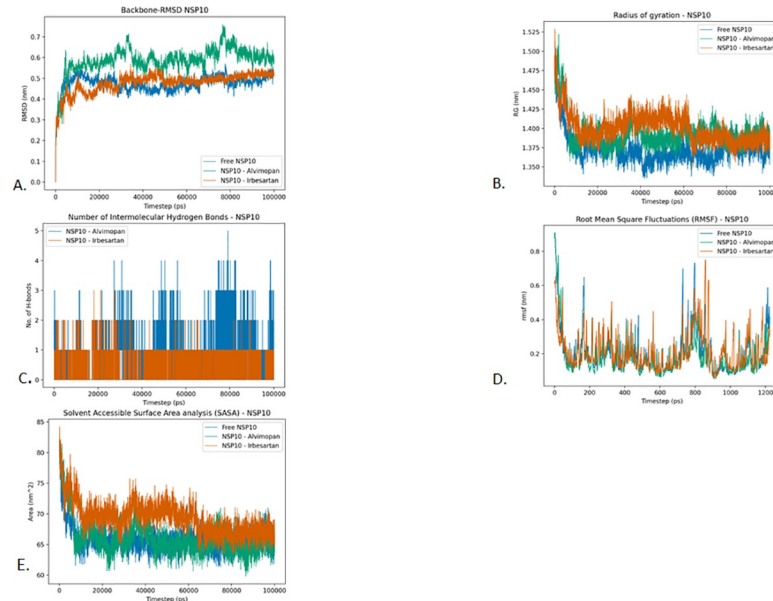 Backbone-RMSD NSP10
0.7
0.6
0.5
0.4
0.3
0.2
0.1
0.0
RMSD (nm)
Free NSP10
NSP10 - Alvimopan
NSP10 - Irbesartan
0 20000 40000 60000 80000 100000
Timestep (ps)
A.
Radius of gyration - NSP10
1.525
1.500
1.475
1.450
1.425
1.400
1.375
1.350
RG (nm)
Free NSP10
NSP10 - Alvimopan
NSP10 - Irbesartan
0 20000 40000 60000 80000 100000
Timestep (ps)
B.
Number of Intermolecular Hydrogen Bonds - NSP10
5
4
3
2
1
0
No. of H-bonds
NSP10 - Alvimopan
NSP10 - Irbesartan
0 20000 40000 60000 80000 100000
Timestep (ps)
C.
Root Mean Square Fluctuations (RMSF) - NSP10
0.8
0.6
0.4
0.2
rmsf (nm)
Free NSP10
NSP10 - Alvimopan
NSP10 - Irbesartan
0 200 400 600 800 1000 1200
Timestep (ps)
D.
Solvent Accessible Surface Area analysis (SASA) - NSP10
85
80
75
70
65
60
Area (nm^2)
Free NSP10
NSP10 - Alvimopan
NSP10 - Irbesartan
0 20000 40000 60000 80000 100000
Timestep (ps)
E.